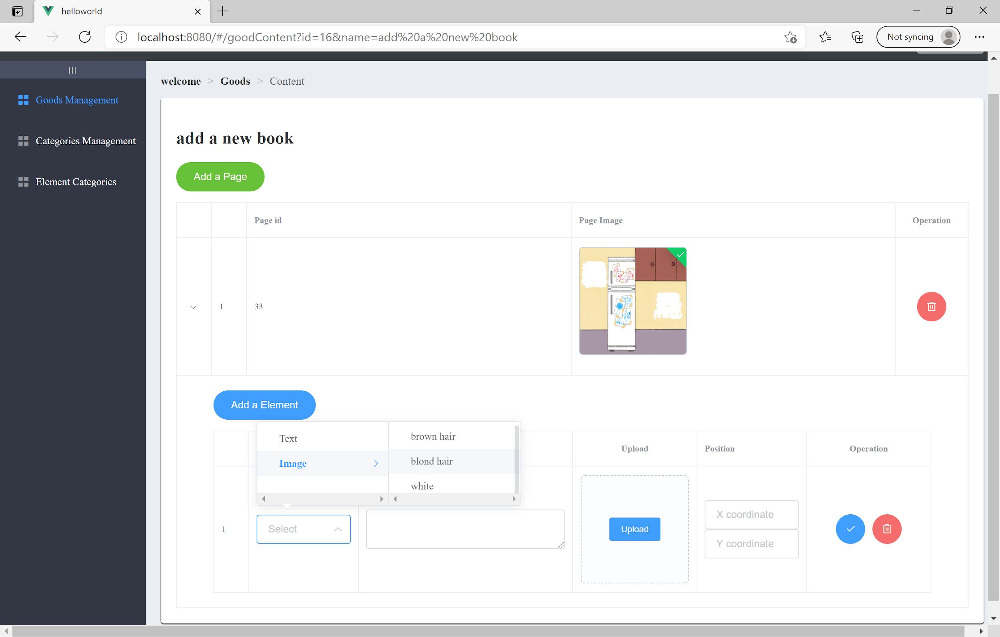 helloworld
localhost:8080/#/goodContent?id=16&name=add%20a%20new%20book
Not syncing
welcome > Goods > Content
Goods Management
Categories Management
Element Categories
add a new book
Add a Page
Page id Page Image Operation
1 33
Add a Element
Text
Image
brown hair
blond hair
white
Upload Position Operation
1 Select Upload
X coordinate
Y coordinate